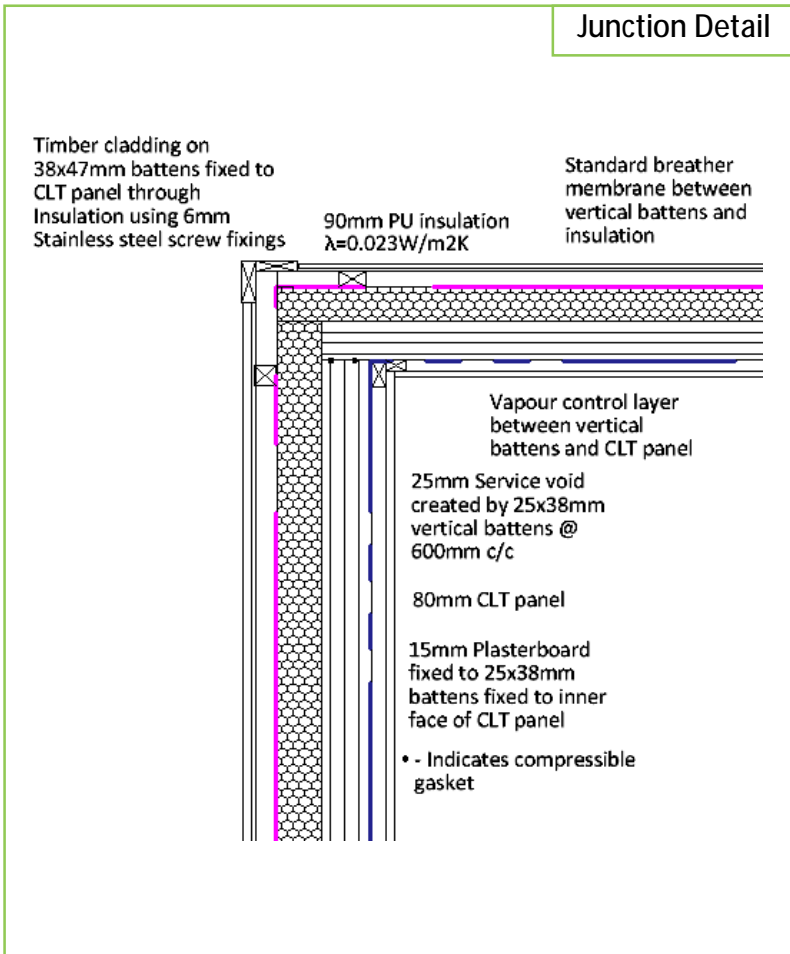 Junction Detail
Timber cladding on
38x47mm battens fixed to
CLT panel through
Insulation using 6mm
Stainless steel screw fixings
90mm PU insulation
λ=0.023W/m2K
Standard breather
membrane between
vertical battens and
insulation
Vapour control layer
between vertical
battens and CLT panel
25mm Service void
created by 25x38mm
vertical battens @
600mm c/c
80mm CLT panel
15mm Plasterboard
fixed to 25x38mm
battens fixed to inner
face of CLT panel
• - Indicates compressible
gasket